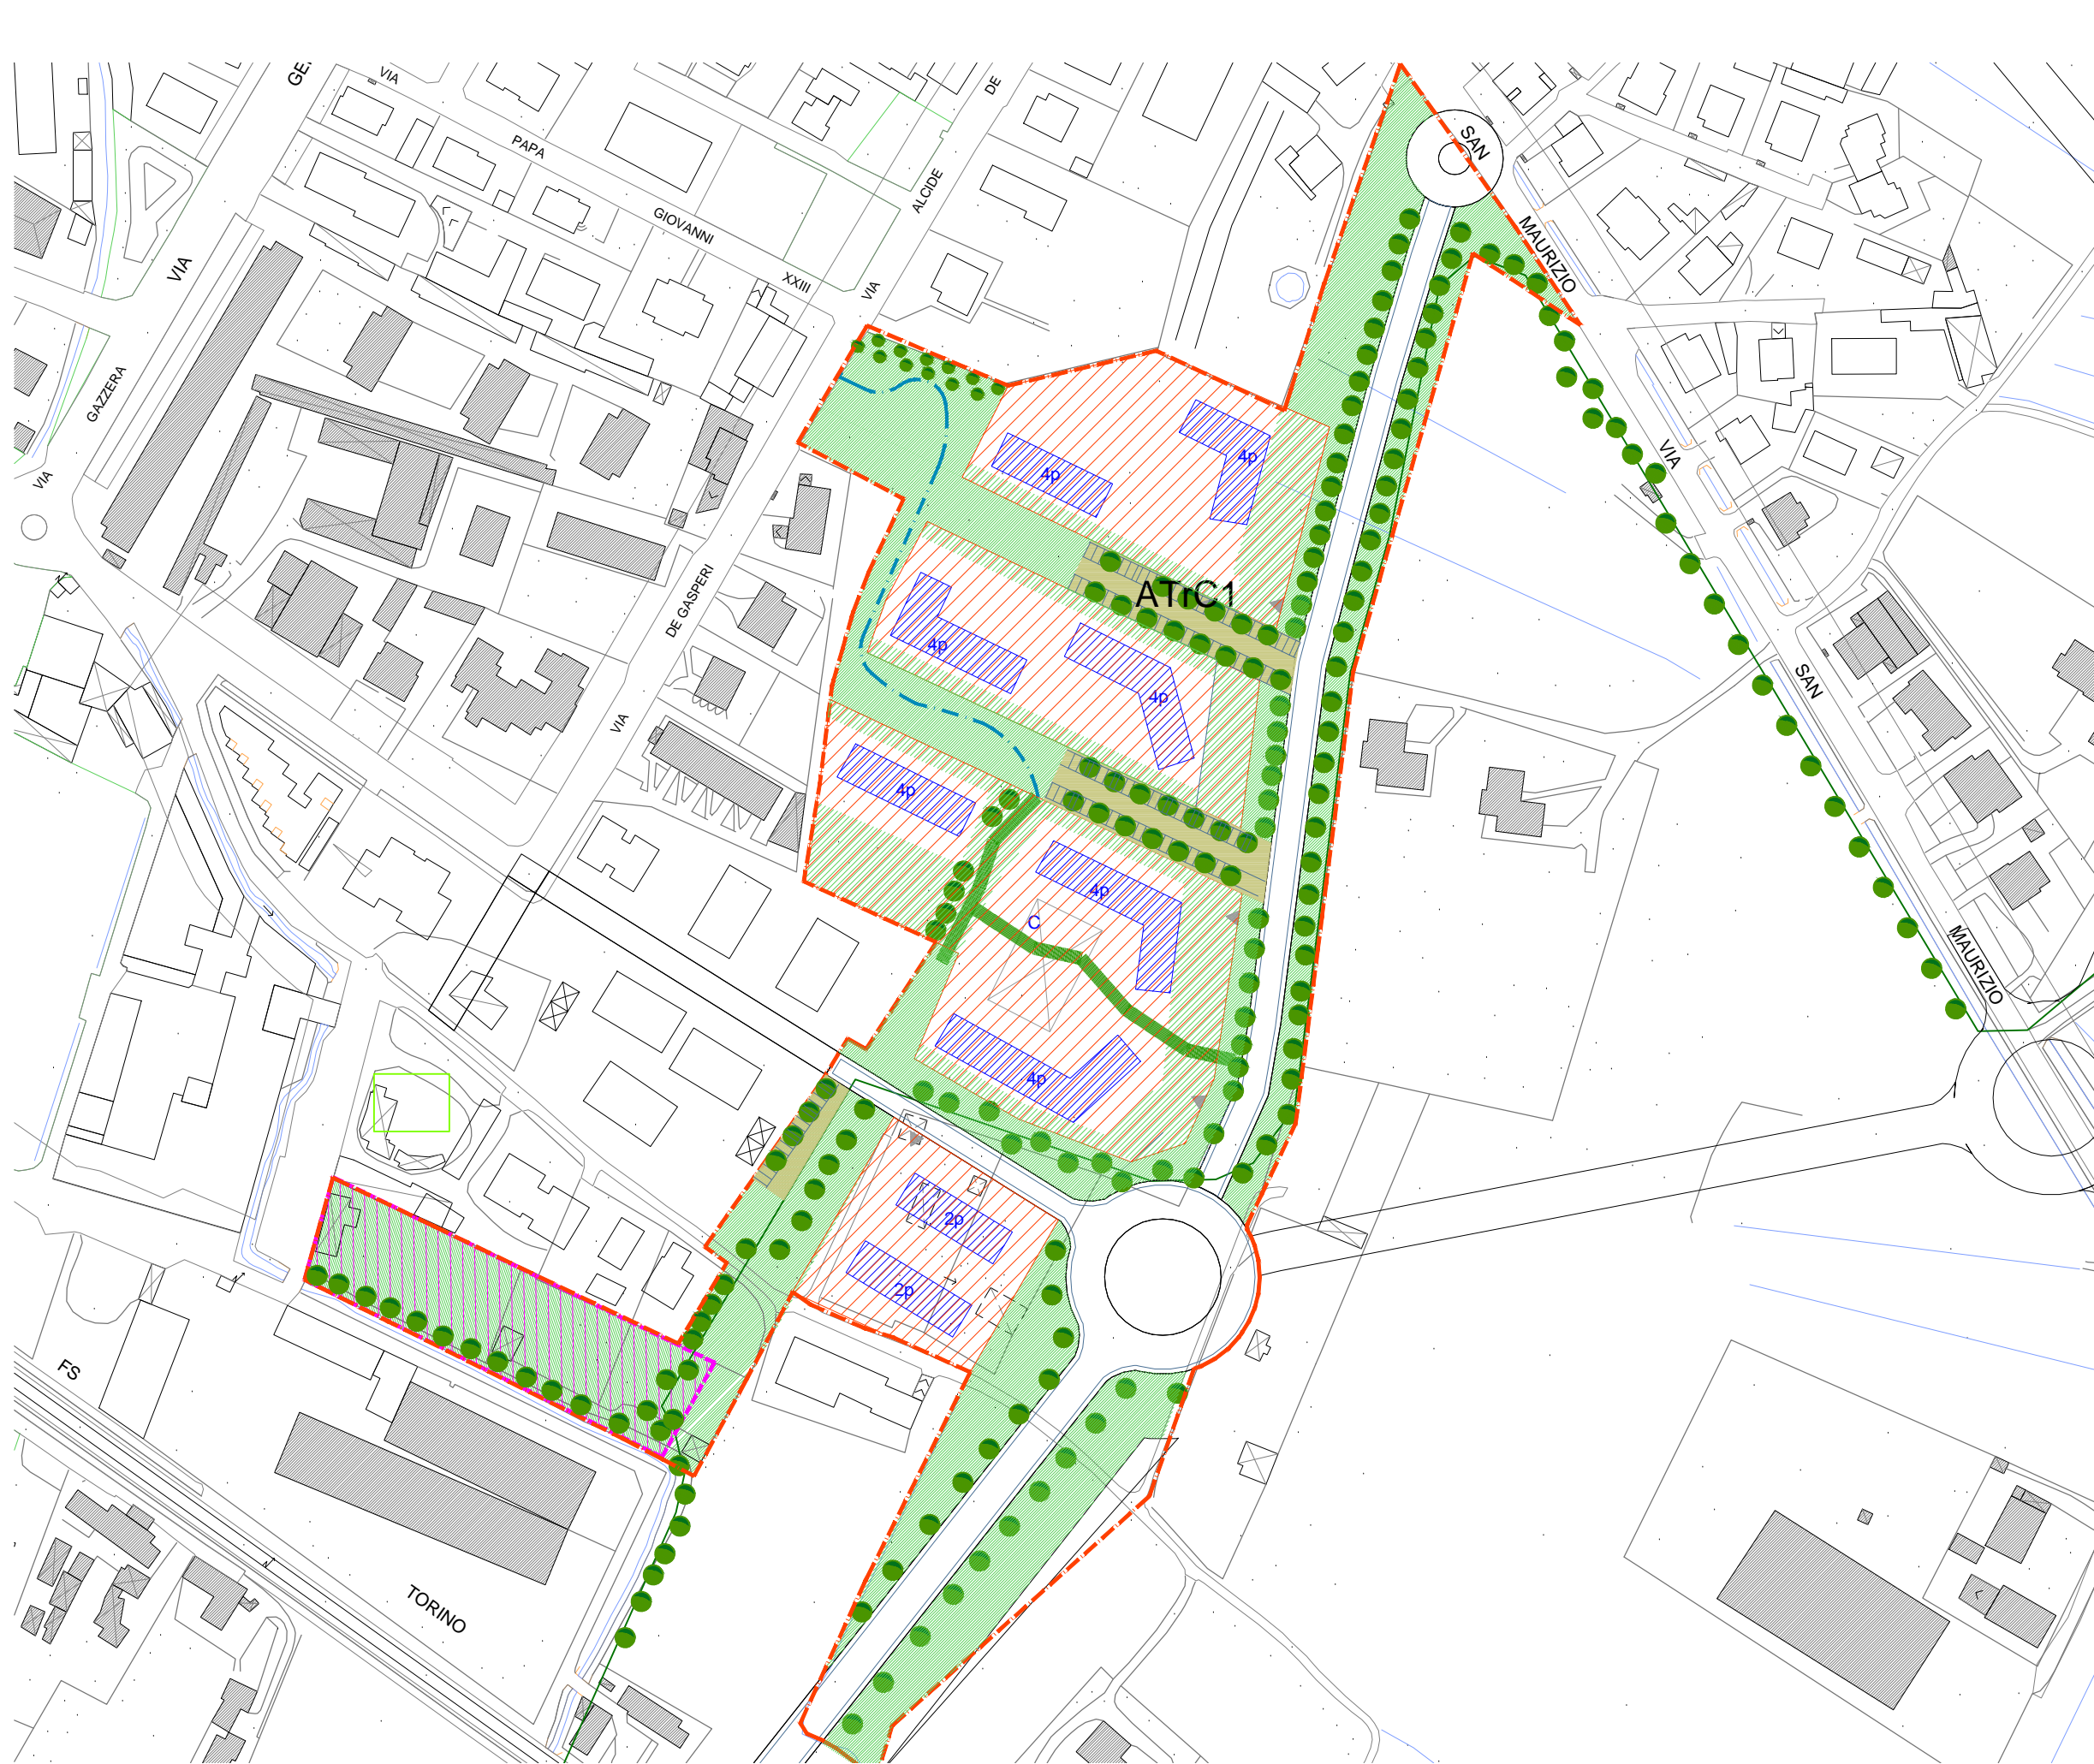 VIA
PAPA
GIOVANNI
XXIII
VIA
ALCIDE
DE
VIA
GAZZERA
VIA
DE GASPERI
VIA
SAN
MAURIZIO
VIA
SAN
MAURIZIO
4p
4p
ATrC1
4p
4p
4p
4p
C
4p
2p
2p
FS
TORINO